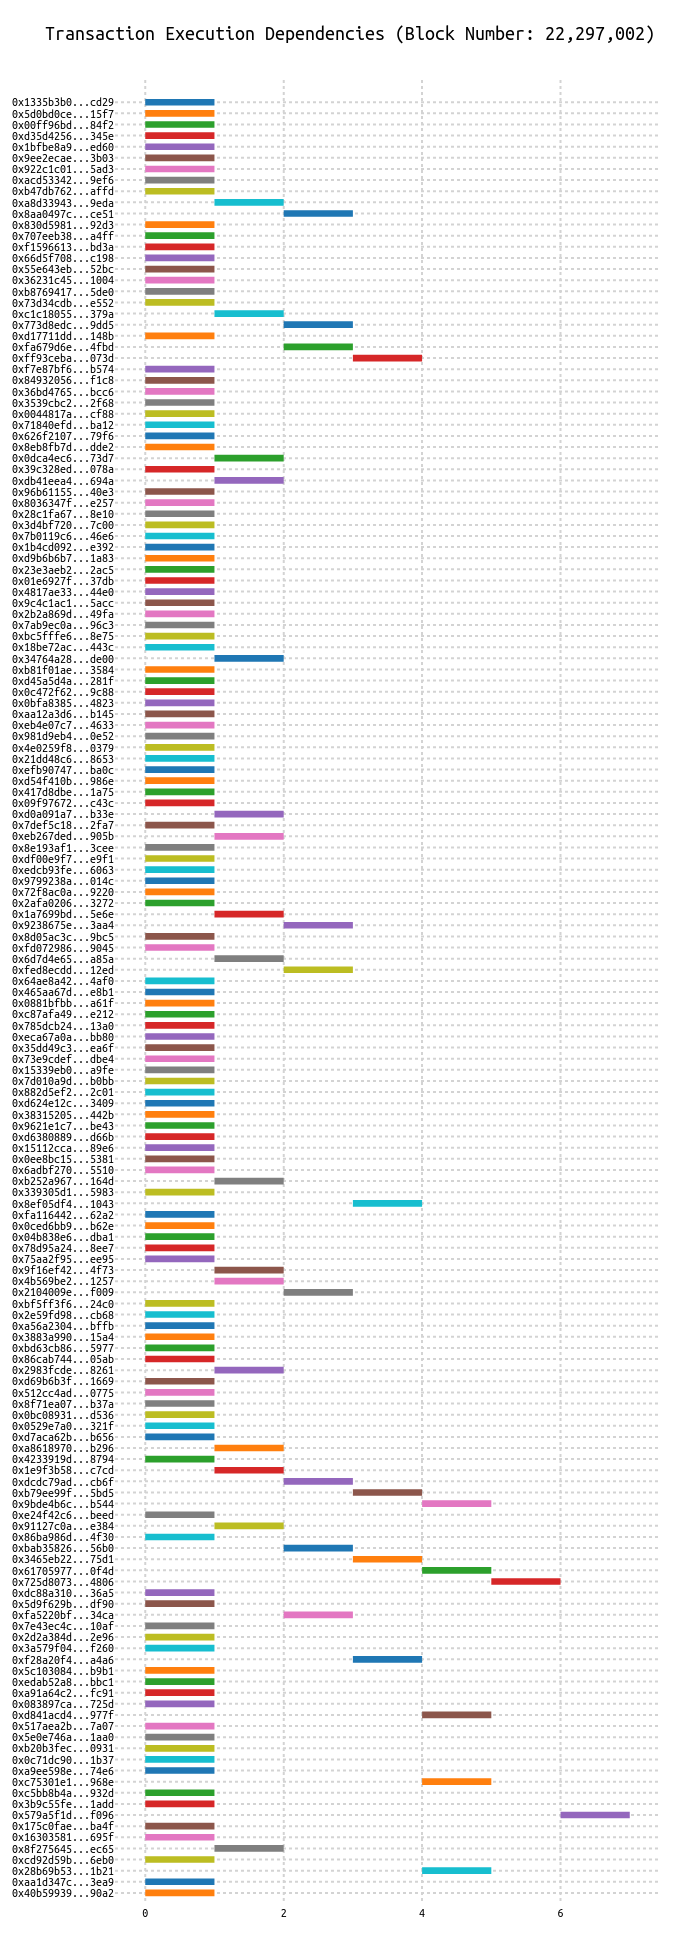 Transaction Execution Dependencies (Block Number: 22,297,002)
0x1335b3b0...cd29
0x5d0bd0ce...15f7
0x00ff96bd...84f2
0xd35d4256...345e
0x1bfbe8a9...ed60
0x9ee2ecae...3b03
0x922c1c01...5ad3
0xacd53342...9ef6
0xb47db762...affd
0xa8d33943...9eda
0x8aa0497c...ce51
0x830d5981...92d3
0x707eeb38...a4ff
0xf1596613...bd3a
0x66d5f708...c198
0x55e643eb...52bc
0x36231c45...1004
0xb8769417...5de0
0x73d34cdb...e552
0xc1c18055...379a
0x773d8edc...9dd5
0xd17711dd...148b
0xfa679d6e...4fbd
0xff93ceba...073d
0xf7e87bf6...b574
0x84932056...f1c8
0x36bd4765...bcc6
0x3539cbc2...2f68
0x0044817a...cf88
0x71840efd...ba12
0x626f2107...79f6
0x8eb8fb7d...dde2
0x0dca4ec6...73d7
0x39c328ed...078a
0xdb41eea4...694a
0x96b61155...40e3
0x8036347f...e257
0x28c1fa67...8e10
0x3d4bf720...7c00
0x7b0119c6...46e6
0x1b4cd092...e392
0xd9b6b6b7...1a83
0x23e3aeb2...2ac5
0x01e6927f...37db
0x4817ae33...44e0
0x9c4c1ac1...5acc
0x2b2a869d...49fa
0x7ab9ec0a...96c3
0xbc5fffe6...8e75
0x18be72ac...443c
0x34764a28...de00
0xb81f01ae...3584
0xd45a5d4a...281f
0x0c472f62...9c88
0x0bfa8385...4823
0xaa12a3d6...b145
0xeb4e07c7...4633
0x981d9eb4...0e52
0x4e0259f8...0379
0x21dd48c6...8653
0xefb90747...ba0c
0xd54f410b...986e
0x417d8dbe...1a75
0x09f97672...c43c
0xd0a091a7...b33e
0x7def5c18...2fa7
0xeb267ded...905b
0x8e193af1...3cee
0xdf00e9f7...e9f1
0xedcb93fe...6063
0x9799238a...014c
0x72f8ac0a...9220
0x2afa0206...3272
0x1a7699bd...5e6e
0x9238675e...3aa4
0x8d05ac3c...9bc5
0xfd072986...9045
0x6d7d4e65...a85a
0xfed8ecdd...12ed
0x64ae8a42...4af0
0x465aa67d...e8b1
0x0881bfbb...a61f
0xc87afa49...e212
0x785dcb24...13a0
0xeca67a0a...bb80
0x35dd49c3...ea6f
0x73e9cdef...dbe4
0x15339eb0...a9fe
0x7d010a9d...b0bb
0x882d5ef2...2c01
0xd624e12c...3409
0x38315205...442b
0x9621e1c7...be43
0xd6380889...d66b
0x15112cca...89e6
0x0ee8bc15...5381
0x6adbf270...5510
0xb252a967...164d
0x339305d1...5983
0x8ef05df4...1043
0xfa116442...62a2
0x0ced6bb9...b62e
0x04b838e6...dba1
0x78d95a24...8ee7
0x75aa2f95...ee95
0x9f16ef42...4f73
0x4b569be2...1257
0x2104009e...f009
0xbf5ff3f6...24c0
0x2e59fd98...cb68
0xa56a2304...bffb
0x3883a990...15a4
0xbd63cb86...5977
0x86cab744...05ab
0x2983fcde...8261
0xd69b6b3f...1669
0x512cc4ad...0775
0x8f71ea07...b37a
0x0bc08931...d536
0x0529e7a0...321f
0xd7aca62b...b656
0xa8618970...b296
0x4233919d...8794
0x1e9f3b58...c7cd
0xdcdc79ad...cb6f
0xb79ee99f...5bd5
0x9bde4b6c...b544
0xe24f42c6...beed
0x91127c0a...e384
0x86ba986d...4f30
0xbab35826...56b0
0x3465eb22...75d1
0x61705977...0f4d
0x725d8073...4806
0xdc88a310...36a5
0x5d9f629b...df90
0xfa5220bf...34ca
0x7e43ec4c...10af
0x2d2a384d...2e96
0x3a579f04...f260
0xf28a20f4...a4a6
0x5c103084...b9b1
0xedab52a8...bbc1
0xa91a64c2...fc91
0x083897ca...725d
0xd841acd4...977f
0x517aea2b...7a07
0x5e0e746a...1aa0
0xb20b3fec...0931
0x0c71dc90...1b37
0xa9ee598e...74e6
0xc75301e1...968e
0xc5bb8b4a...932d
0x3b9c55fe...1add
0x579a5f1d...f096
0x175c0fae...ba4f
0x16303581...695f
0x8f275645...ec65
0xcd92d59b...6eb0
0x28b69b53...1b21
0xaa1d347c...3ea9
0x40b59939...90a2
0 2 4 6